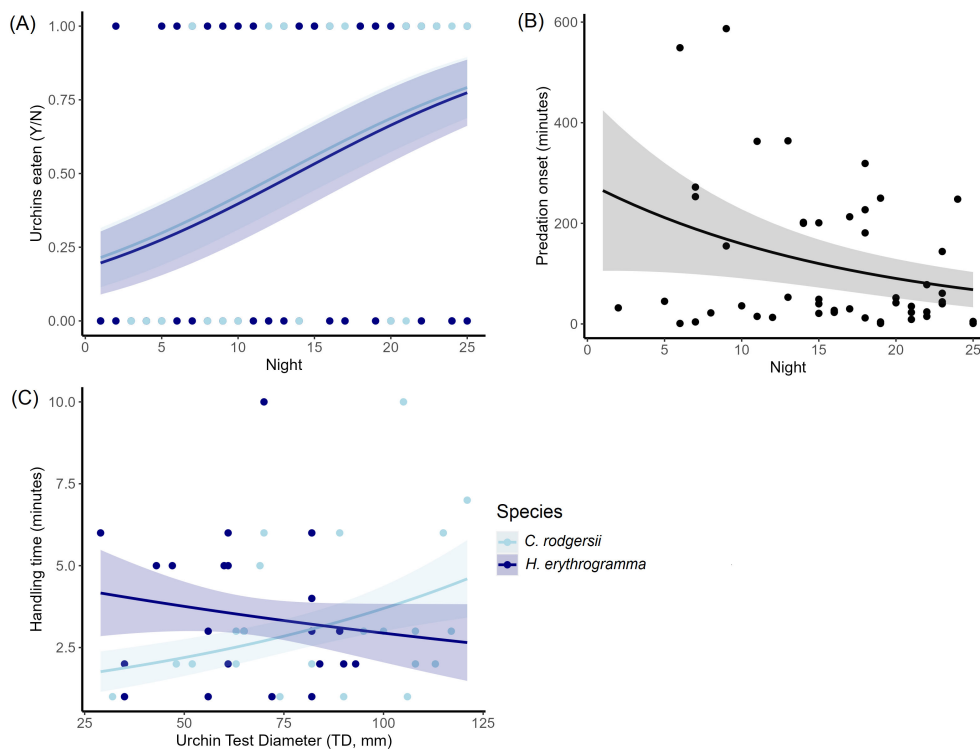 (A)
Urchins eaten (Y/N)
1.00
0.75
0.50
0.25
0.00
0 5 10 15 20 25
Night
(B)
Predation onset (minutes)
600
400
200
0
0 5 10 15 20 25
Night
(C)
Handling time (minutes)
10.0
7.5
5.0
2.5
25 50 75 100 125
Urchin Test Diameter (TD, mm)
Species
C. rodgersii
H. erythrogramma